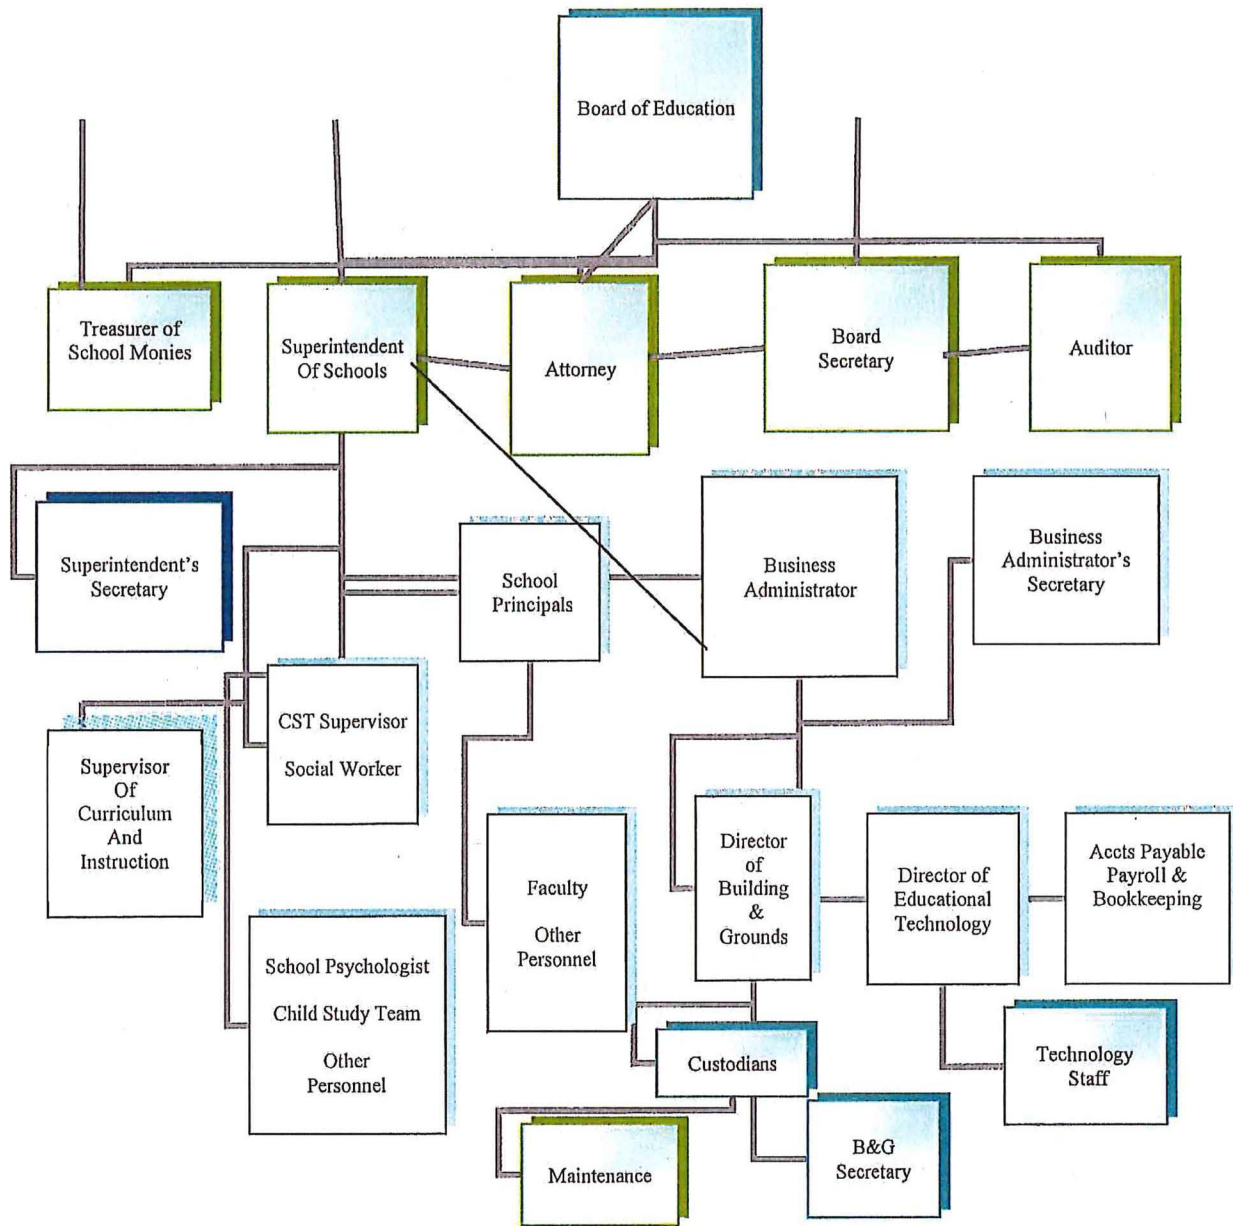 Board of Education
Treasurer of
School Monies
Superintendent
Of Schools
Attorney
Board
Secretary
Auditor
Superintendent's
Secretary
School
Principals
Business
Administrator
Business
Administrator's
Secretary
CST Supervisor
Social Worker
Supervisor
Of
Curriculum
And
Instruction
School Psychologist
Child Study Team
Other
Personnel
Faculty
Other
Personnel
Director
of
Building
&
Grounds
Director of
Educational
Technology
Accts Payable
Payroll &
Bookkeeping
Custodians
Technology
Staff
Maintenance
B&G
Secretary